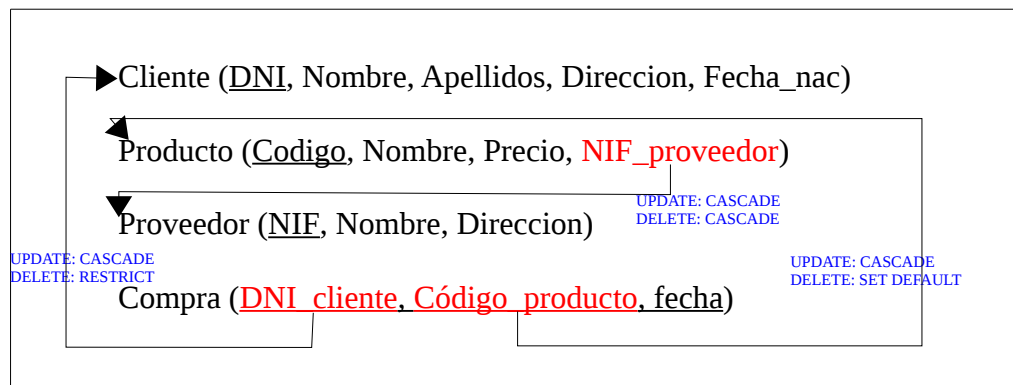 Cliente (DNI, Nombre, Apellidos, Direccion, Fecha_nac)
Producto (Codigo, Nombre, Precio, NIF_proveedor)
UPDATE: CASCADE
DELETE: CASCADE
Proveedor (NIF, Nombre, Direccion)
UPDATE: CASCADE
DELETE: RESTRICT
UPDATE: CASCADE
DELETE: SET DEFAULT
Compra (DNI_cliente, Código_producto, fecha)